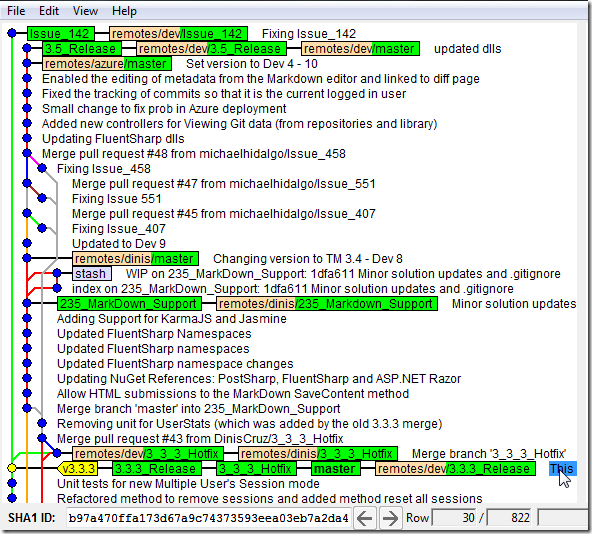 File Edit View Help
Issue_142 remotes/dev/Issue_142 Fixing Issue_142
3.5_Release remotes/dev/3.5_Release remotes/dev/master updated dlls
remotes/azure/master Set version to Dev 4 - 10
Enabled the editing of metadata from the Markdown editor and linked to diff page
Fixed the tracking of commits so that it is the current logged in user
Small change to fix prob in Azure deployment
Added new controllers for Viewing Git data (from repositories and library)
Updating FluentSharp dlls
Merge pull request #48 from michaelhidalgo/Issue_458
Fixing Issue_458
Merge pull request #47 from michaelhidalgo/Issue_551
Fixing Issue 551
Merge pull request #45 from michaelhidalgo/Issue_407
Fixing Issue_407
Updated to Dev 9
remotes/dinis/master Changing version to TM 3.4 - Dev 8
stash WIP on 235_MarkDown_Support: 1dfa611 Minor solution updates and .gitignore
index on 235_MarkDown_Support: 1dfa611 Minor solution updates and .gitignore
235_MarkDown_Support remotes/dinis/235_Markdown_Support Minor solution updates
Adding Support for KarmaJS and Jasmine
Updated FluentSharp Namespaces
Updated FluentSharp namespaces
Updated FluentSharp namespace changes
Updating NuGet References: PostSharp, FluentSharp and ASP.NET Razor
Allow HTML submissions to the MarkDown SaveContent method
Merge branch 'master' into 235_MarkDown_Support
Removing unit for UserStats (which was added by the old 3.3.3 merge)
Merge pull request #43 from DinisCruz/3_3_3_Hotfix
remotes/dev/3_3_3_Hotfix remotes/dinis/3_3_3_Hotfix Merge branch '3_3_3_Hotfix'
v3.3.3 3.3.3_Release 3_3_3_Hotfix master remotes/dev/3.3.3_Release This
Unit tests for new Multiple User's Session mode
Refactored method to remove sessions and added method reset all sessions
SHA1 ID: b97a470ffa173d67a9c74373593eea03eb7a2da4 Row 30 / 822